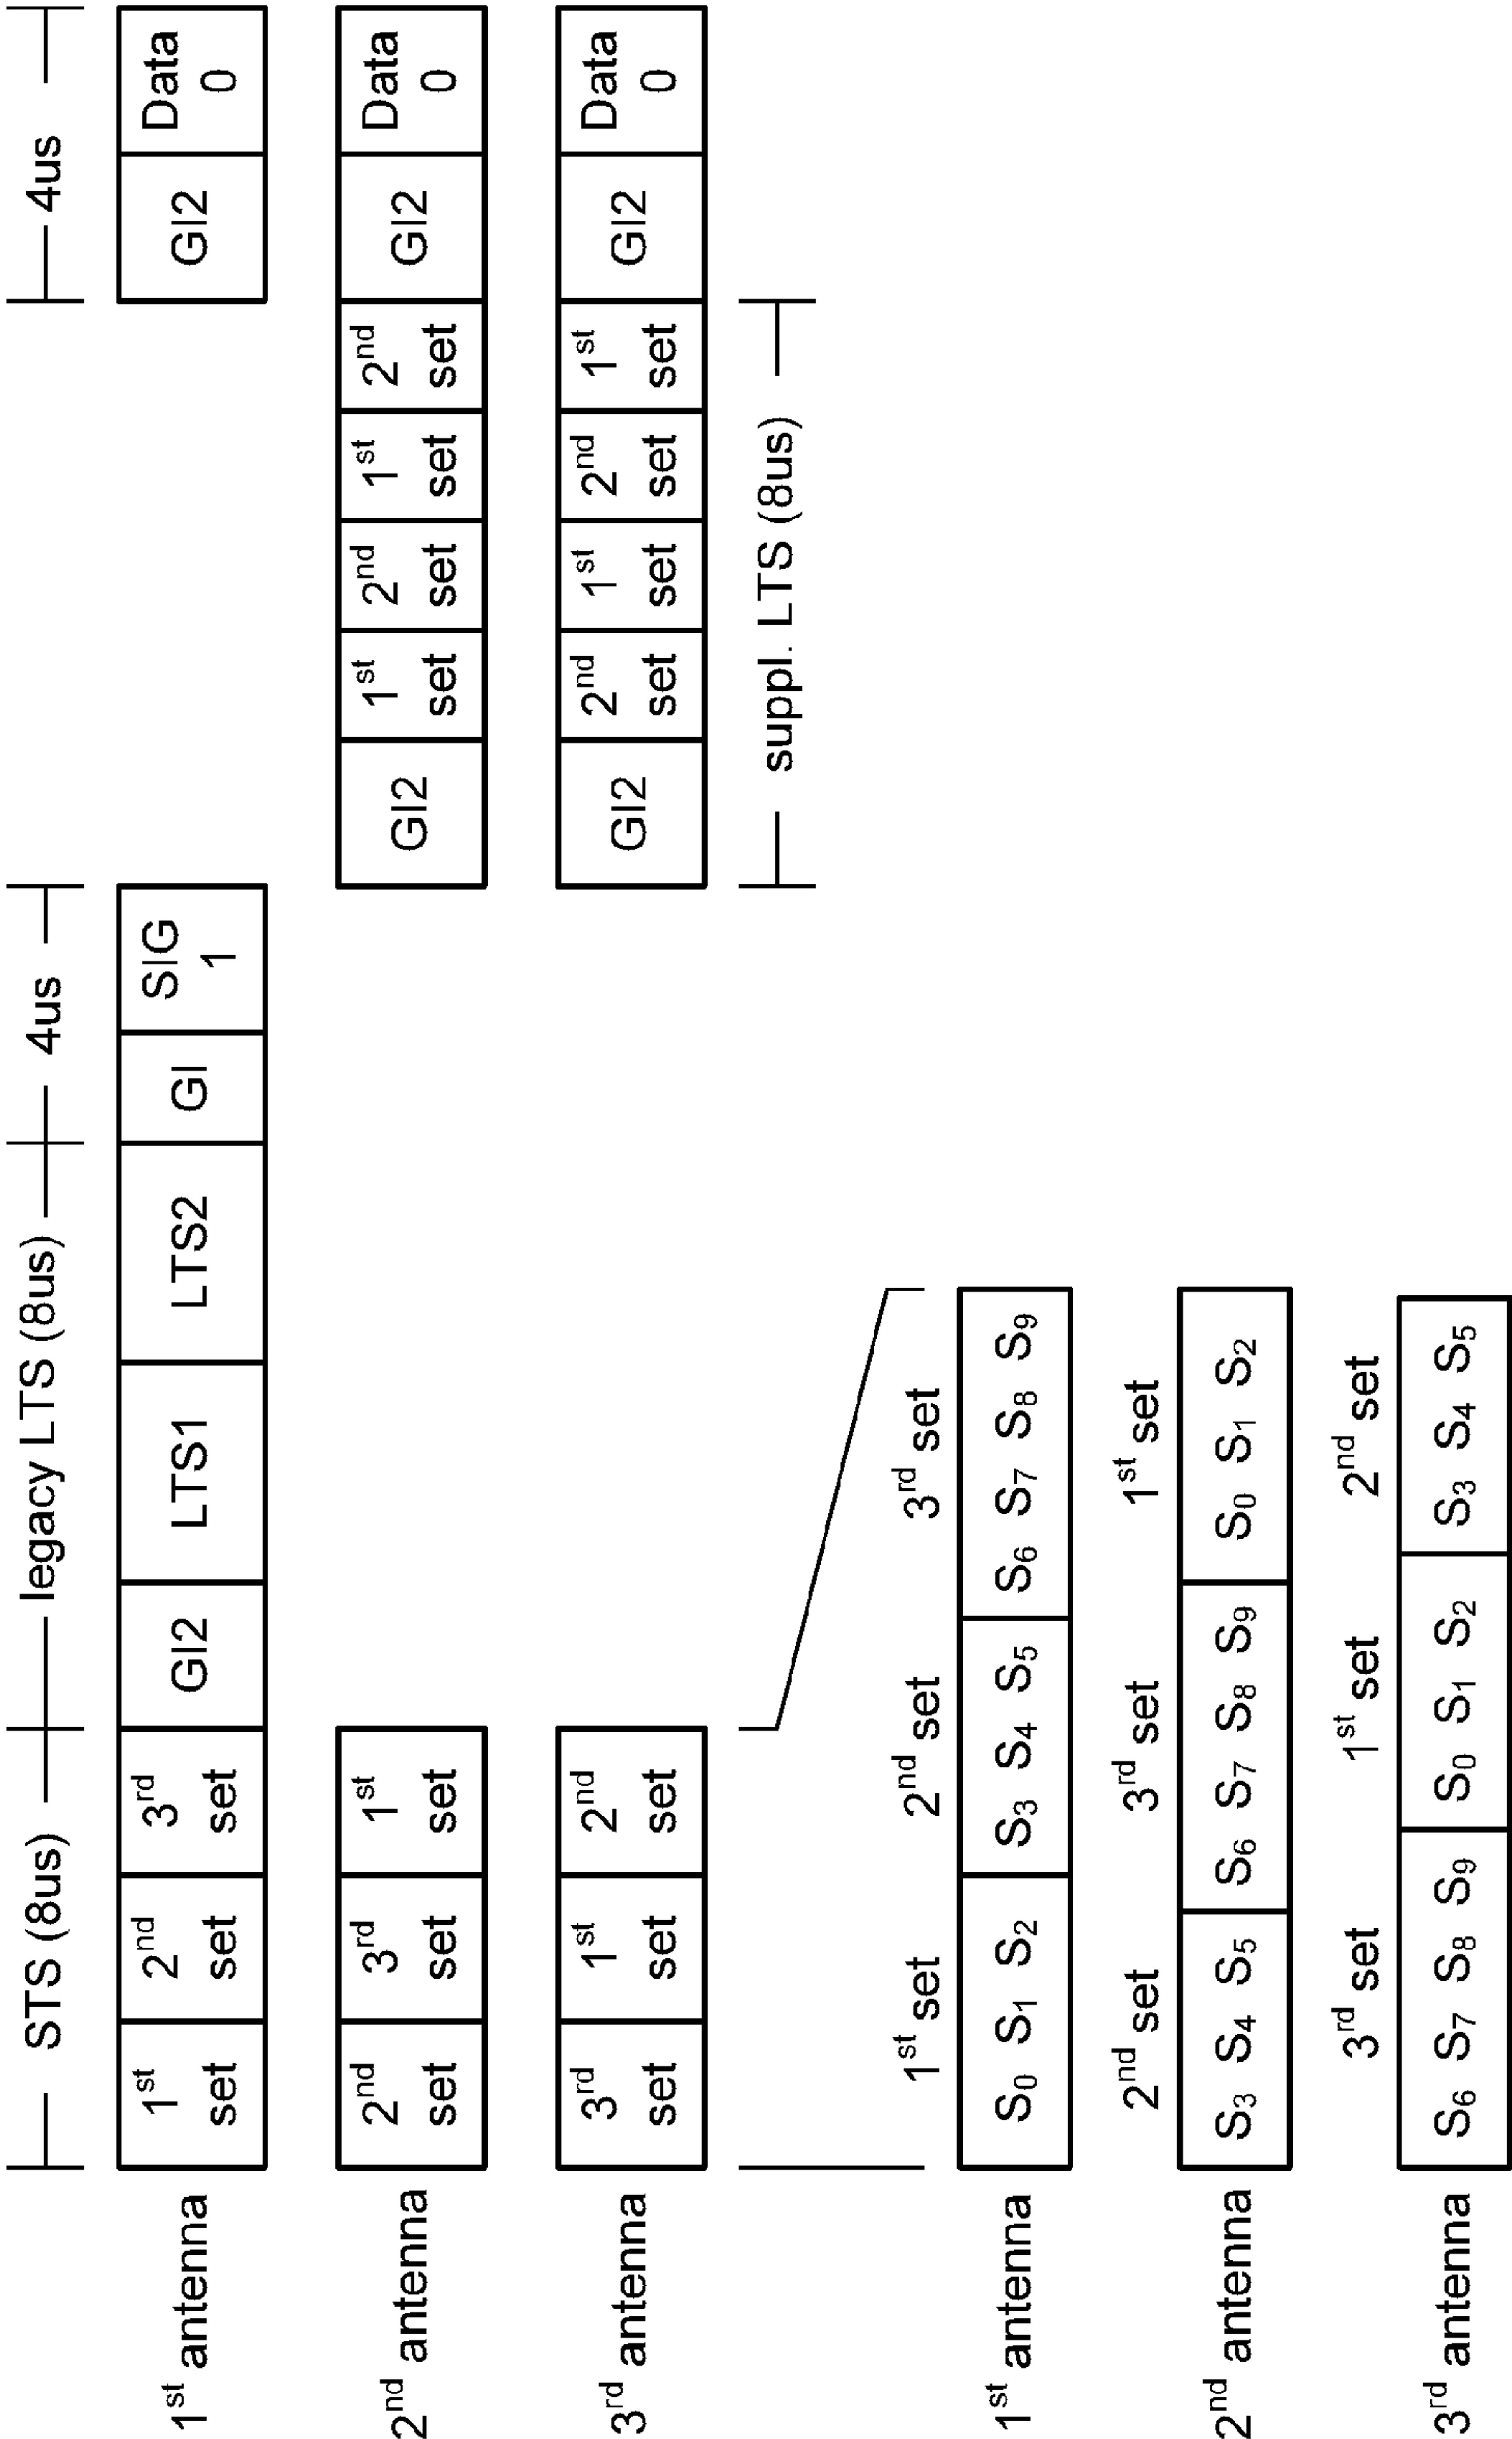 STS (8us) legacy LTS (8us) 4us 4us
1st antenna 1st set 2nd set 3rd set GI2 LTS1 LTS2 GI SIG 1 GI2 Data 0
2nd antenna 2nd set 3rd set 1st set GI2 1st set 2nd set 1st set 2nd set GI2 Data 0
3rd antenna 3rd set 1st set 2nd set GI2 2nd set 1st set 2nd set 1st set GI2 Data 0
suppl. LTS (8us)
1st set 2nd set 3rd set
1st antenna S0 S1 S2 S3 S4 S5 S6 S7 S8 S9
2nd set 3rd set 1st set
2nd antenna S3 S4 S5 S6 S7 S8 S9 S0 S1 S2
3rd set 1st set 2nd set
3rd antenna S6 S7 S8 S9 S0 S1 S2 S3 S4 S5